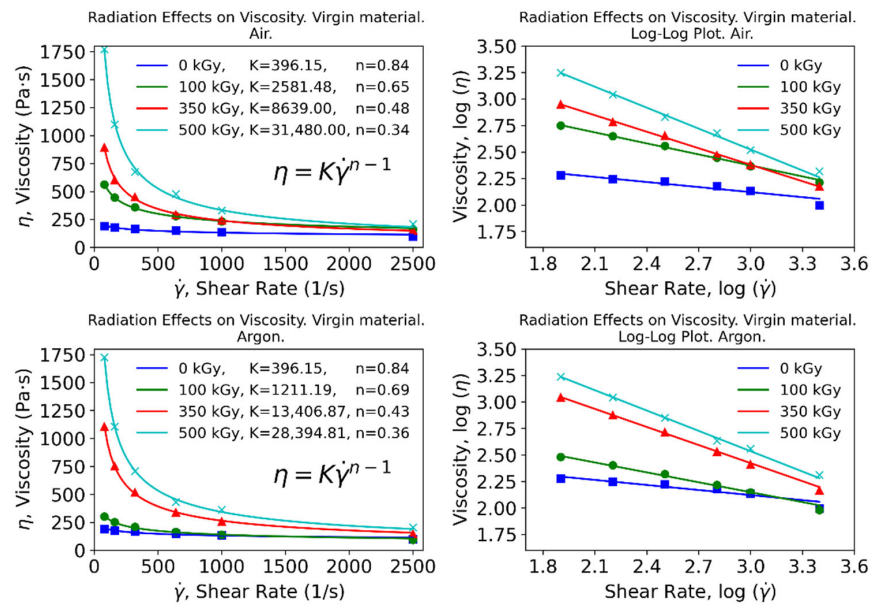 Radiation Effects on Viscosity. Virgin material.
Air.
η, Viscosity (Pa·s)
1750
1500
1250
1000
750
500
250
0
0 kGy, K=396.15, n=0.84
100 kGy, K=2581.48, n=0.65
350 kGy, K=8639.00, n=0.48
500 kGy, K=31,480.00, n=0.34
η = Kγ̇ⁿ⁻¹
0 500 1000 1500 2000 2500
γ̇, Shear Rate (1/s)
Radiation Effects on Viscosity. Virgin material.
Log-Log Plot. Air.
Viscosity, log (η)
3.50
3.25
3.00
2.75
2.50
2.25
2.00
1.75
0 kGy
100 kGy
350 kGy
500 kGy
1.8 2.1 2.4 2.7 3.0 3.3 3.6
Shear Rate, log (γ̇)
Radiation Effects on Viscosity. Virgin material.
Argon.
η, Viscosity (Pa·s)
1750
1500
1250
1000
750
500
250
0
0 kGy, K=396.15, n=0.84
100 kGy, K=1211.19, n=0.69
350 kGy, K=13,406.87, n=0.43
500 kGy, K=28,394.81, n=0.36
η = Kγ̇ⁿ⁻¹
0 500 1000 1500 2000 2500
γ̇, Shear Rate (1/s)
Radiation Effects on Viscosity. Virgin material.
Log-Log Plot. Argon.
Viscosity, log (η)
3.50
3.25
3.00
2.75
2.50
2.25
2.00
1.75
0 kGy
100 kGy
350 kGy
500 kGy
1.8 2.1 2.4 2.7 3.0 3.3 3.6
Shear Rate, log (γ̇)